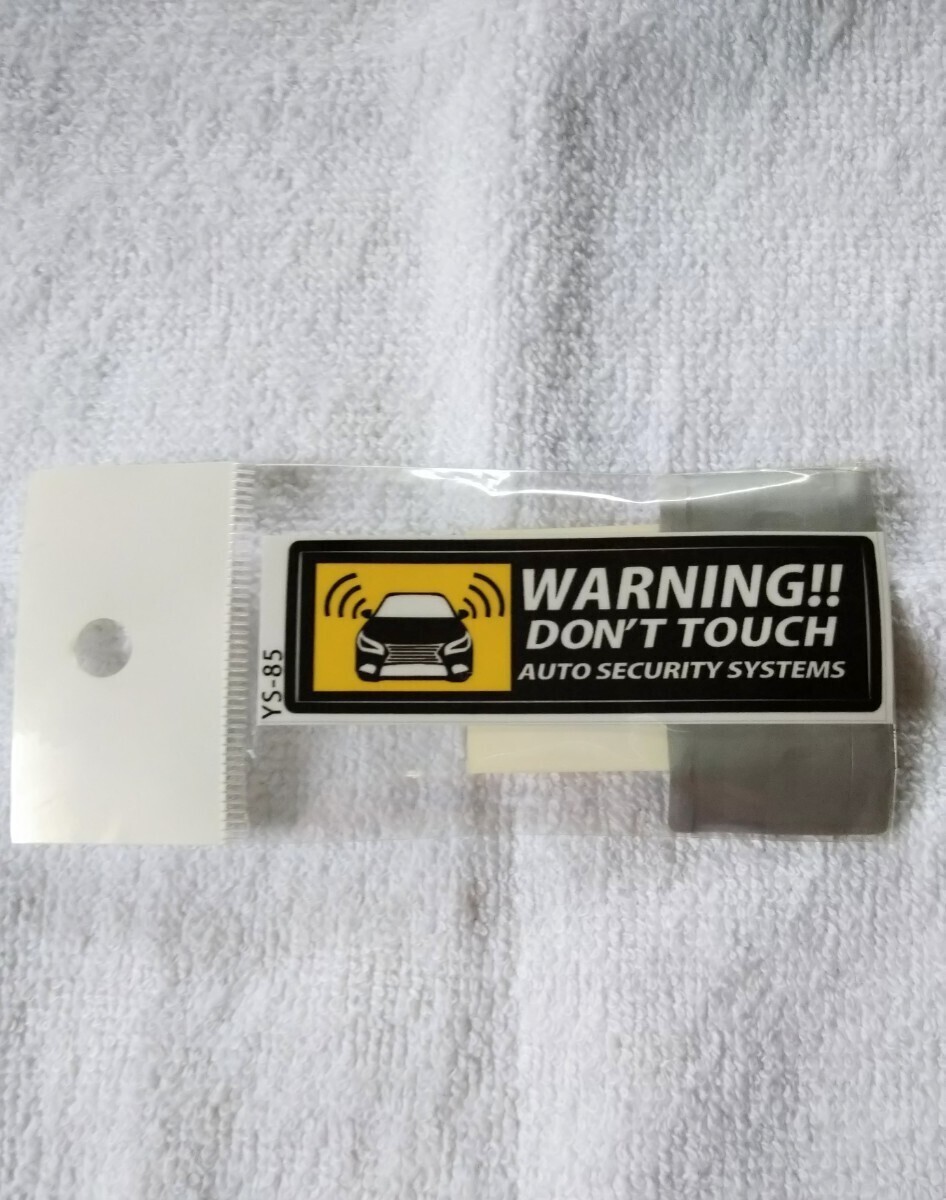 YS-85
WARNING!!
DON'T TOUCH
AUTO SECURITY SYSTEMS